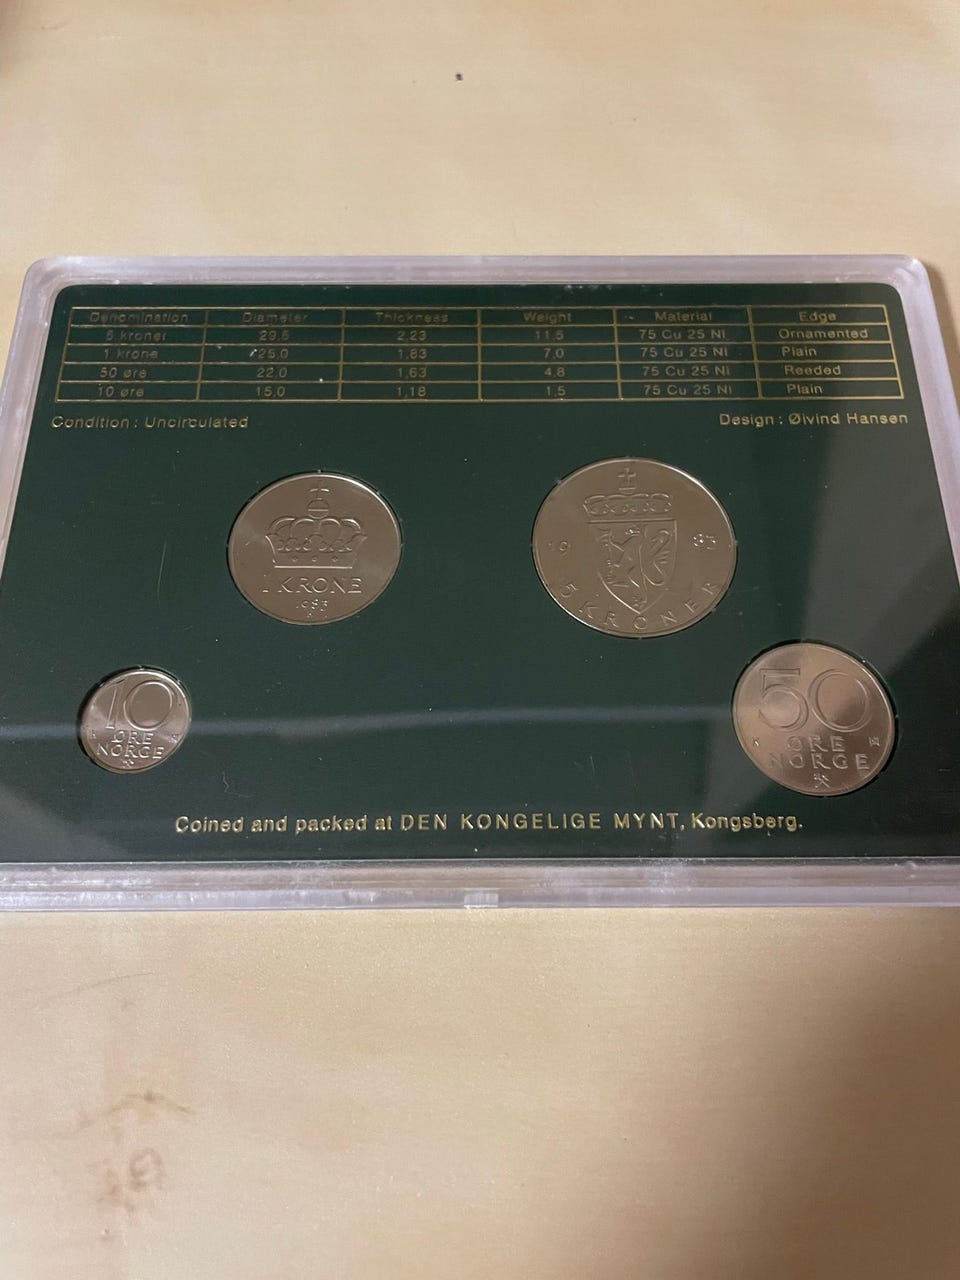 Denomination Diameter Thickness Weight Material Edge
5 kroner 29,5 2,23 11,5 75 Cu 25 Ni Ornamented
1 krone 25,0 1,83 7,0 75 Cu 25 Ni Plain
50 øre 22,0 1,63 4,8 75 Cu 25 Ni Reeded
10 øre 15,0 1,18 1,5 75 Cu 25 Ni Plain
Condition : Uncirculated
Design : Øivind Hansen
1 KRONE
1983
K
19 83
5 KRONER
10
ØRE
NORGE
50
K
ØRE
NORGE
Coined and packed at DEN KONGELIGE MYNT, Kongsberg.